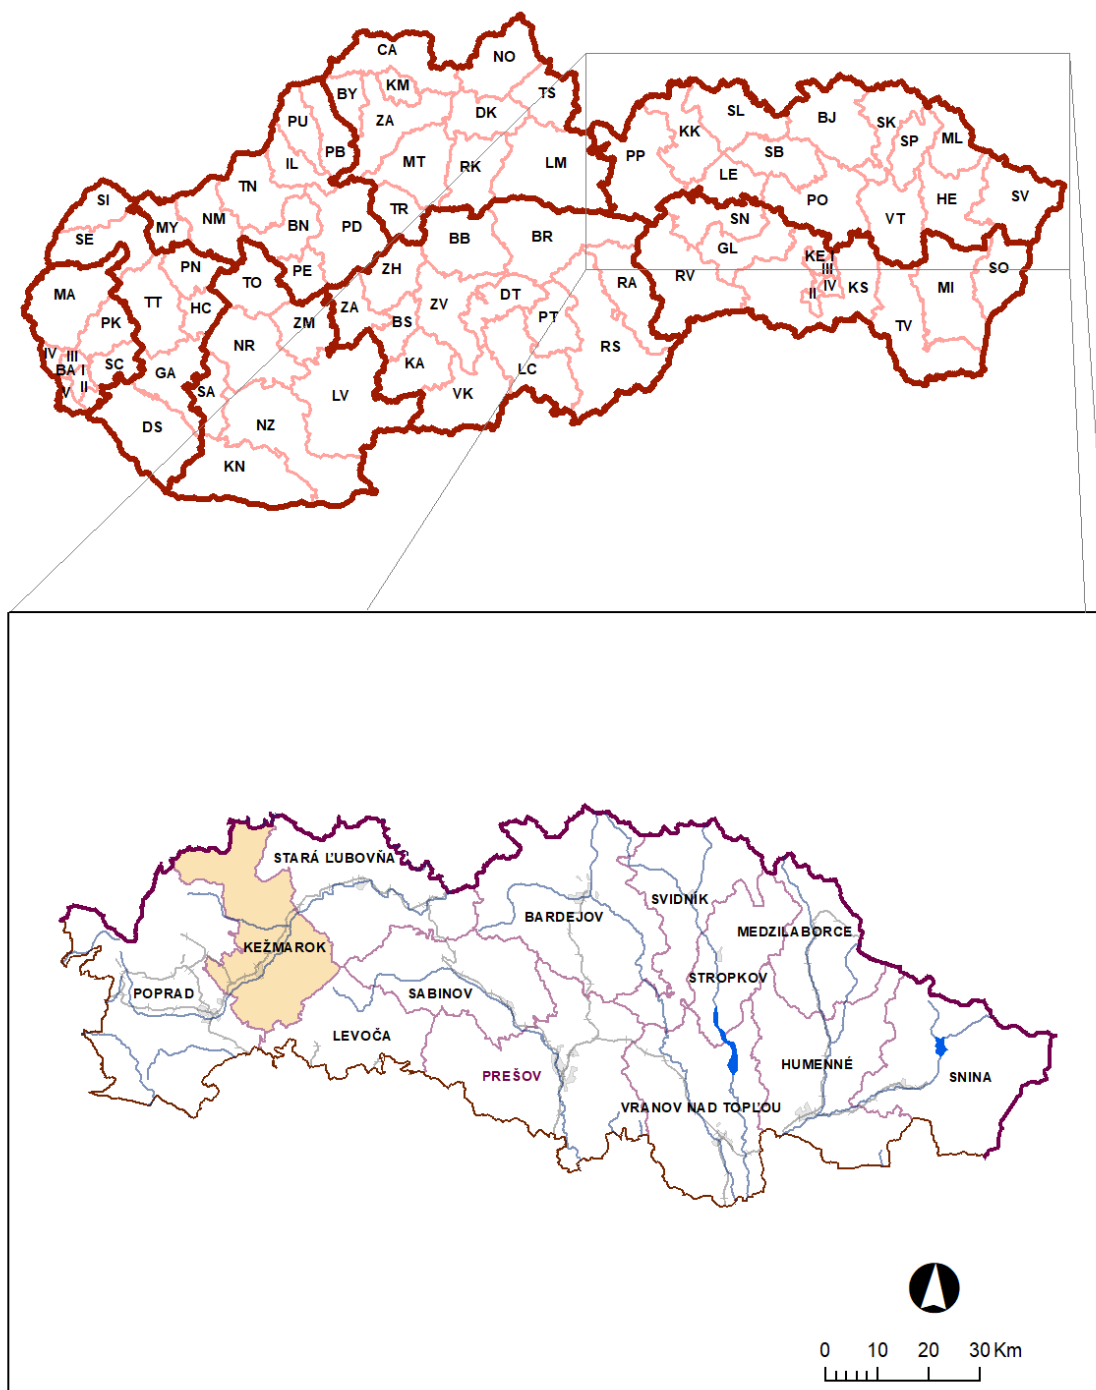 CA
NO
BY
KM
TS
PU
ZA
DK
PB
IL
MT
RK
LM
TN
SI
MY
NM
BN
PD
TR
SE
BB
BR
PN
TO
PE
ZH
MA
TT
HC
ZM
ZA
ZV
DT
RA
PK
BS
PT
NR
RS
IV
III
BA
I
SC
GA
KA
LC
V
II
SA
LV
VK
DS
NZ
KN
PP
KK
SL
BJ
SK
SP
ML
SB
LE
PO
HE
SV
VT
SN
GL
KE
I
III
II
IV
KS
RV
SO
MI
TV
STARÁ ĽUBOVŇA
SVIDNÍK
BARDEJOV
MEDZILABORCE
KEŽMAROK
STROPKOV
POPRAD
SABINOV
LEVOČA
PREŠOV
HUMENNÉ
SNINA
VRANOV NAD TOPĽOU
0 10 20 30 Km